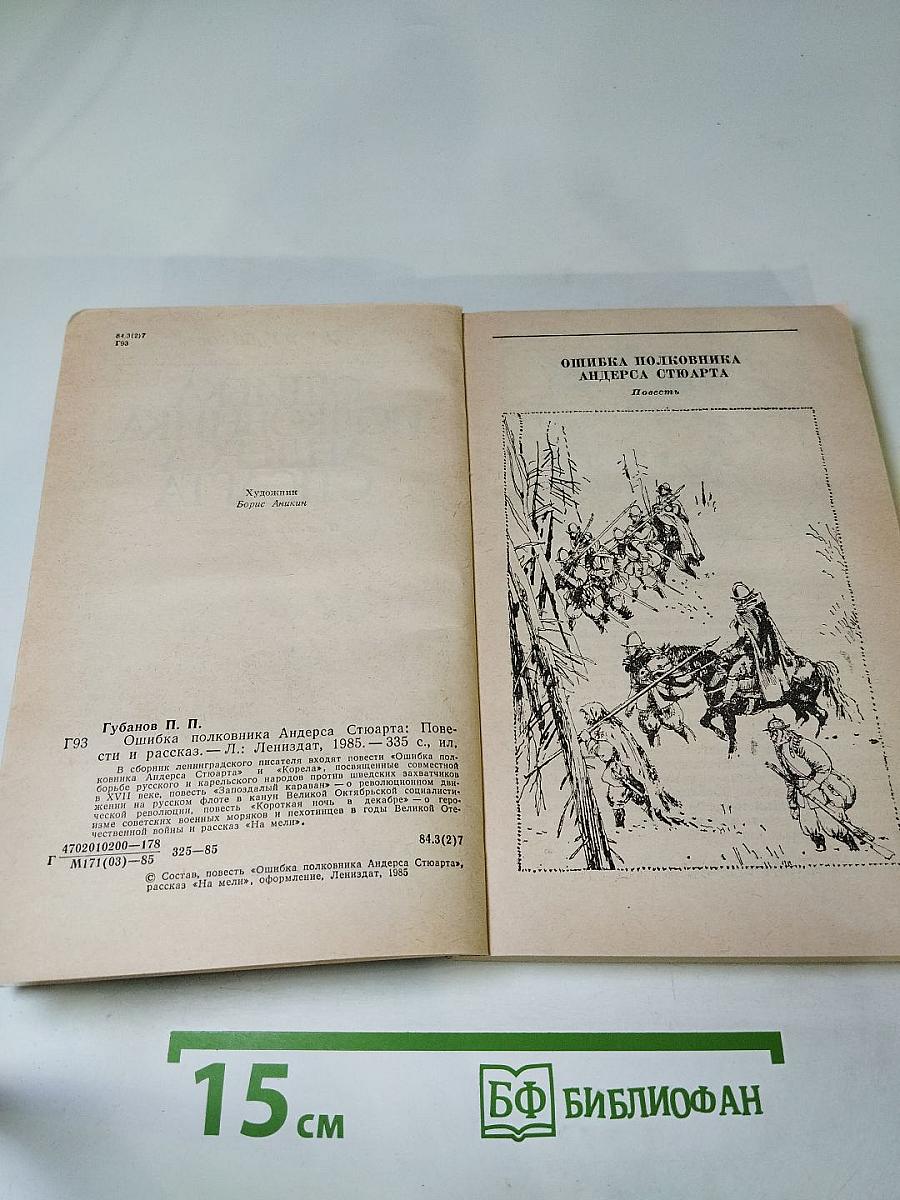 84.3(2)7
Г93
Художник
Борис Аникин
Губанов П. П.
Г93 Ошибка полковника Андерса Стюарта: Пове-
сти и рассказ. — Л.: Лениздат, 1985. — 335 с., ил.
В сборник ленинградского писателя входят повести «Ошибка пол-
ковника Андерса Стюарта» и «Корела», посвященные совместной
борьбе русского и карельского народов против шведских захватчиков
в XVII веке, повесть «Запоздалый караван» — о революционном дви-
жении на русском флоте в канун Великой Октябрьской социалисти-
ческой революции, повесть «Короткая ночь в декабре» — о геро-
изме советских военных моряков и пехотинцев в годы Великой Оте-
чественной войны и рассказ «На мели».
Г 4702010200—178
М171(03)—85 325—85
84.3(2)7
© Состав, повесть «Ошибка полковника Андерса Стюарта»,
рассказ «На мели», оформление, Лениздат, 1985
ОШИБКА ПОЛКОВНИКА
АНДЕРСА СТЮАРТА
Повесть
15 см
БФ БИБЛИОФАН